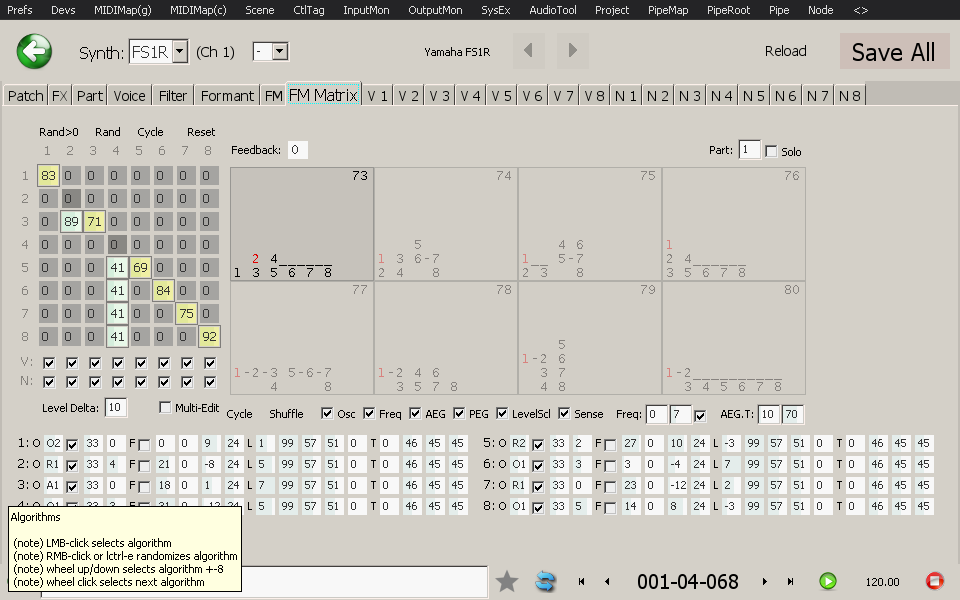 Prefs Devs MIDIMap(g) MIDIMap(c) Scene CtlTag InputMon OutputMon SysEx AudioTool Project PipeMap PipeRoot Pipe Node <>
Synth: FS1R (Ch 1) - Yamaha FS1R Reload Save All
Patch FX Part Voice Filter Formant FM FM Matrix V 1 V 2 V 3 V 4 V 5 V 6 V 7 V 8 N 1 N 2 N 3 N 4 N 5 N 6 N 7 N 8
Rand>0 Rand Cycle Reset
1 2 3 4 5 6 7 8
Feedback: 0 Part: 1 Solo
1 83 0 0 0 0 0 0 0
2 0 0 0 0 0 0 0 0
3 0 89 71 0 0 0 0 0
4 0 0 0 0 0 0 0 0
5 0 0 0 41 69 0 0 0
6 0 0 0 41 0 84 0 0
7 0 0 0 41 0 0 75 0
8 0 0 0 41 0 0 0 92
V:
N:
73 74 75 76
5 4 6 1
2 4______ 1 3 6-7 1__ 5-7 2 4______
1 3 5 6 7 8 2 4 8 2 3 8 3 5 6 7 8
77 78 79 80
5
1-2 6
1-2-3 5-6-7 1-2 4 6 3 7 1-2__________
4 8 3 5 7 8 4 8 3 4 5 6 7 8
Level Delta: 10 Multi-Edit Cycle Shuffle Osc Freq AEG PEG LevelScl Sense Freq: 0 7 AEG.T: 10 70
1: O O2 33 0 F 0 0 9 24 L 1 99 57 51 0 T 0 46 45 45
5: O R2 33 2 F 27 0 10 24 L -3 99 57 51 0 T 0 46 45 45
2: O R1 33 4 F 21 0 -8 24 L 5 99 57 51 0 T 0 46 45 45
6: O O1 33 3 F 3 0 -4 24 L 7 99 57 51 0 T 0 46 45 45
3: O A1 33 0 F 18 0 1 24 L 7 99 57 51 0 T 0 46 45 45
7: O R1 33 0 F 23 0 -12 24 L 2 99 57 51 0 T 0 46 45 45
4: O O1 33 3 F 31 0 -12 24 L 5 99 57 51 0 T 0 46 45 45
8: O O1 33 5 F 14 0 8 24 L -3 99 57 51 0 T 0 46 45 45
Algorithms
(note) LMB-click selects algorithm
(note) RMB-click or lctrl-e randomizes algorithm
(note) wheel up/down selects algorithm +-8
(note) wheel click selects next algorithm
001-04-068 120.00